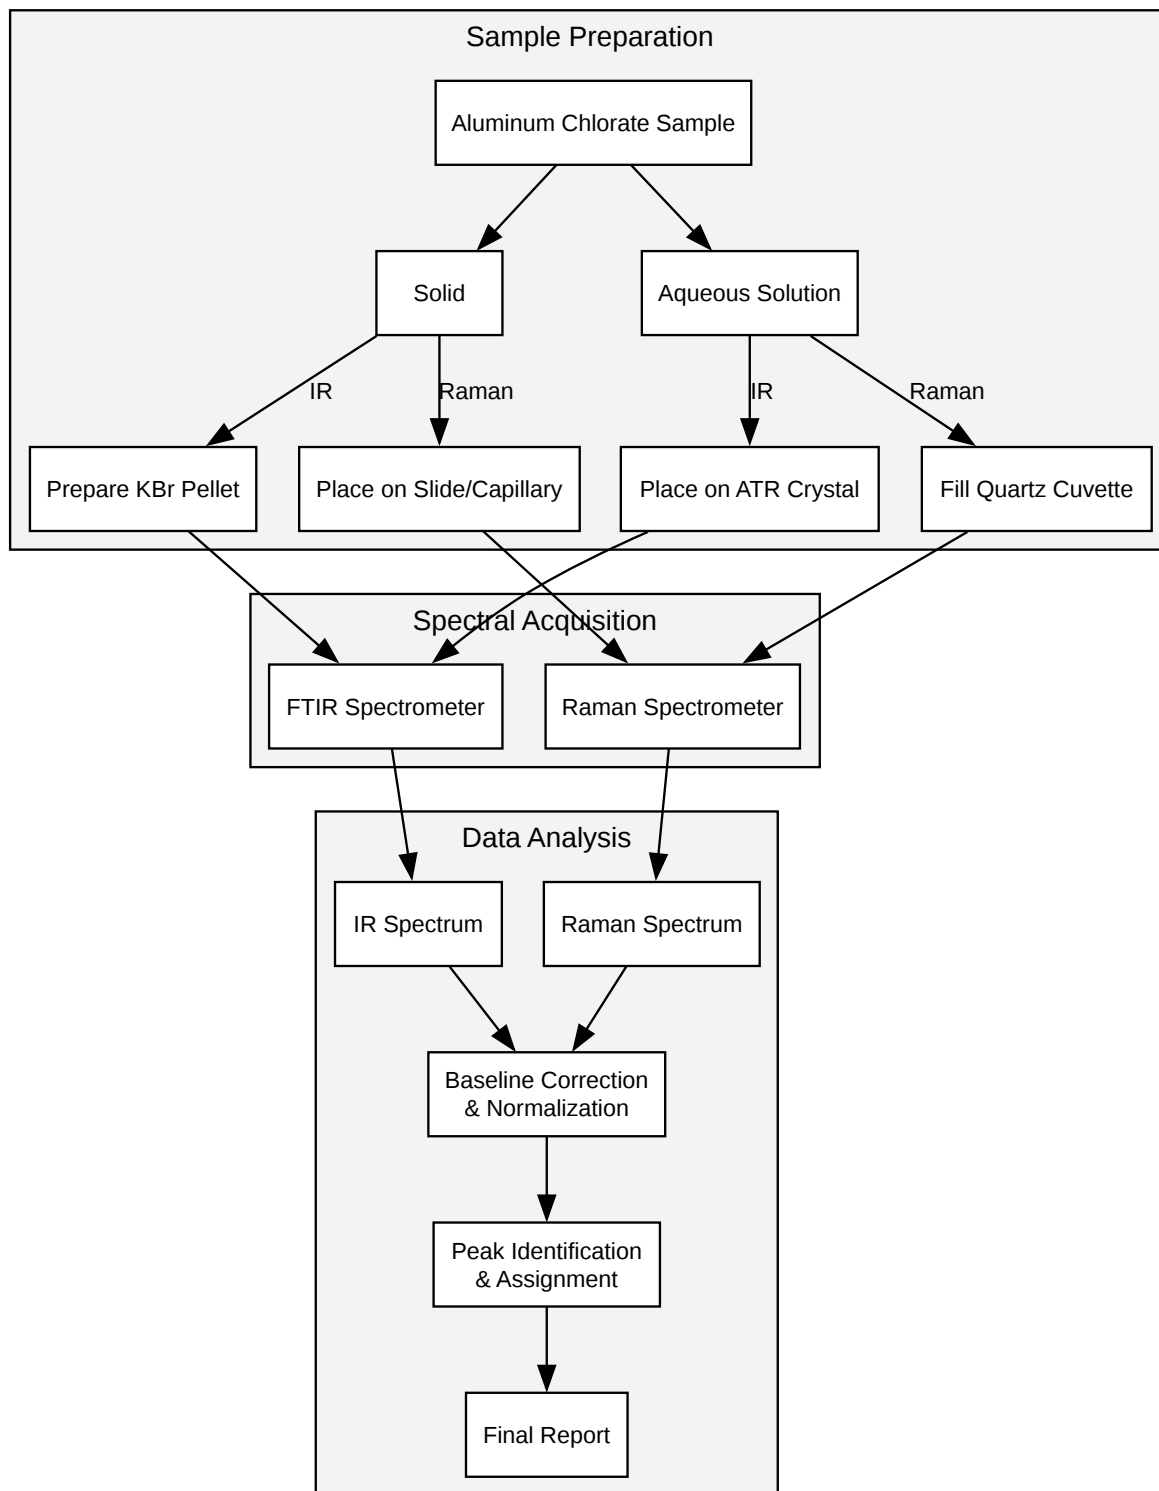 Sample Preparation
Aluminum Chlorate Sample
Solid
Aqueous Solution
IR
Raman
IR
Raman
Prepare KBr Pellet
Place on Slide/Capillary
Place on ATR Crystal
Fill Quartz Cuvette
Spectral Acquisition
FTIR Spectrometer
Raman Spectrometer
Data Analysis
IR Spectrum
Raman Spectrum
Baseline Correction
& Normalization
Peak Identification
& Assignment
Final Report